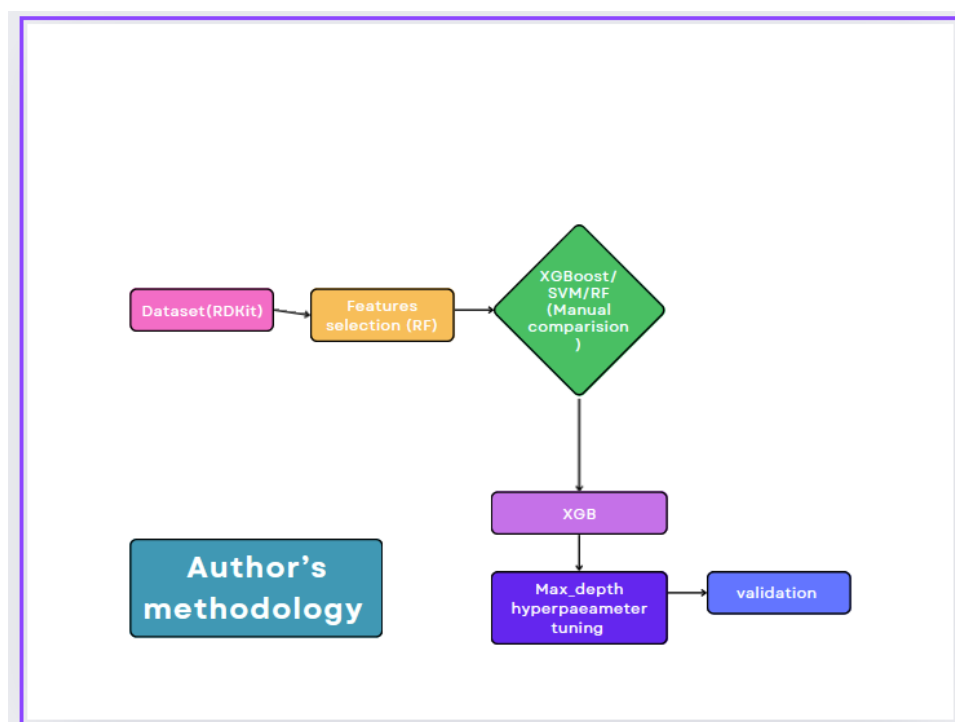 Dataset(RDKit)
Features
selection (RF)
XGBoost/
SVM/RF
(Manual
comparision
)
XGB
Author's
methodology
Max_depth
hyperpaeameter
tuning
validation